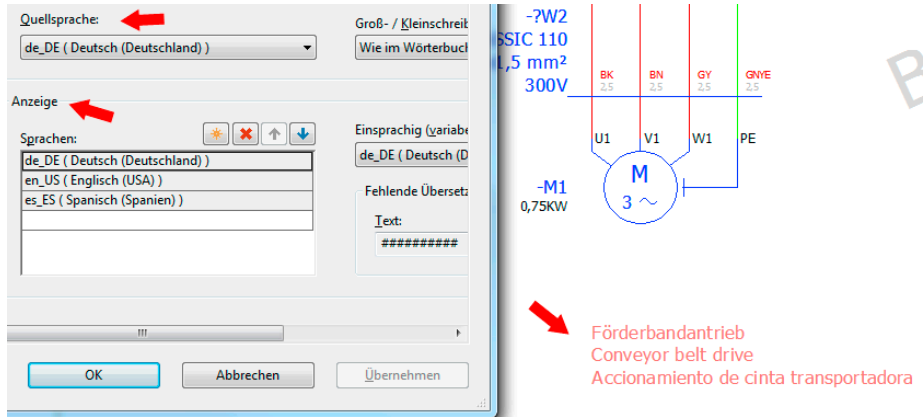 Quellsprache:
de_DE ( Deutsch (Deutschland) )
Groß- / Kleinschreib
Wie im Wörterbuch
Anzeige
Sprachen:
de_DE ( Deutsch (Deutschland) )
en_US ( Englisch (USA) )
es_ES ( Spanisch (Spanien) )
Einsprachig (variabe
de_DE ( Deutsch (D
Fehlende Übersetz
Text:
##########
OK
Abbrechen
Übernehmen
-?W2
SSIC 110
1,5 mm²
300V
BK BN GY GNYE
2,5 2,5 2,5 2,5
U1 V1 W1 PE
-M1
0,75KW
M
3 ~
Förderbandantrieb
Conveyor belt drive
Accionamiento de cinta transportadora
B